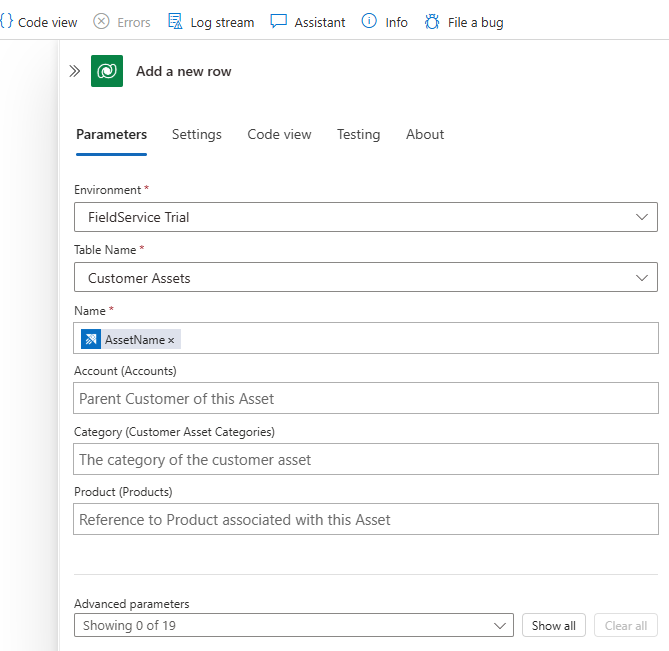 {} Code view Errors Log stream Assistant Info File a bug
Add a new row
Parameters Settings Code view Testing About
Environment *
FieldService Trial
Table Name *
Customer Assets
Name *
AssetName ×
Account (Accounts)
Parent Customer of this Asset
Category (Customer Asset Categories)
The category of the customer asset
Product (Products)
Reference to Product associated with this Asset
Advanced parameters
Showing 0 of 19 Show all Clear all